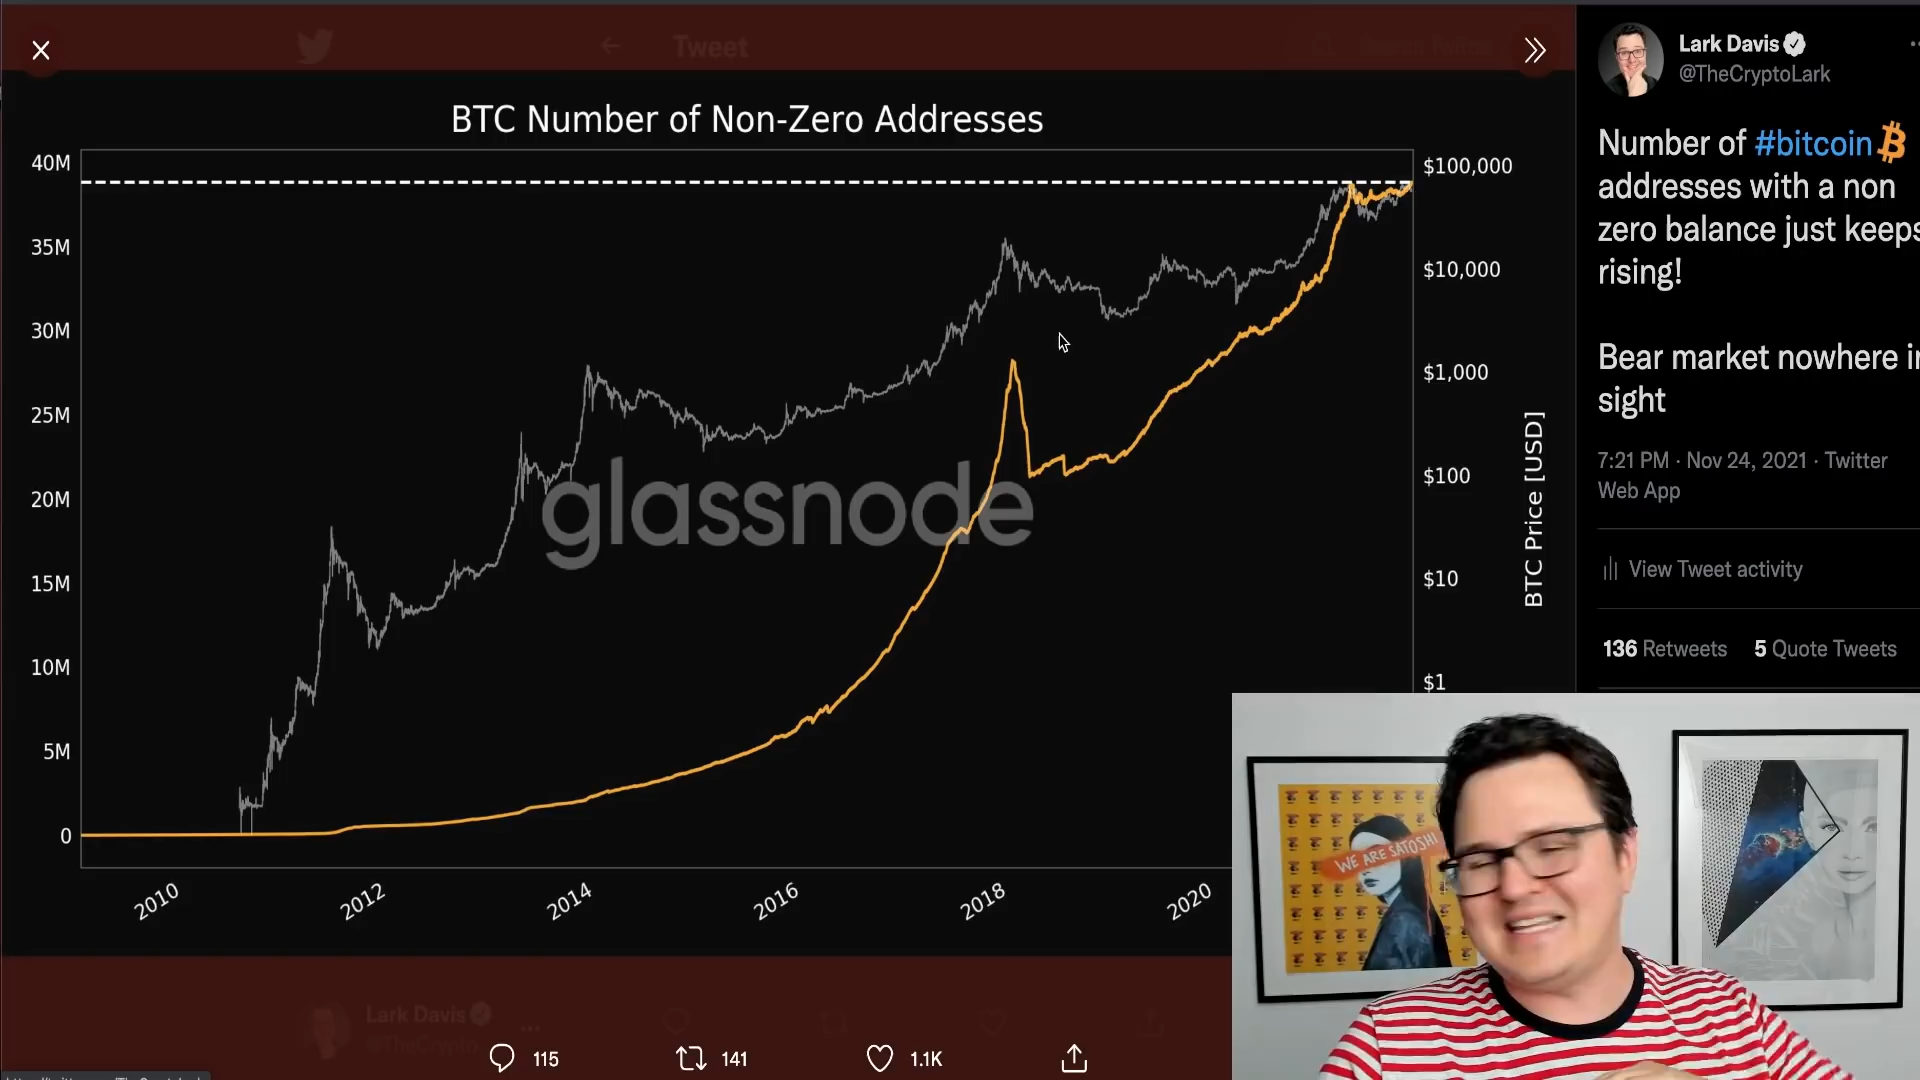 Tweet
BTC Number of Non-Zero Addresses
40M
35M
30M
25M
20M
15M
10M
5M
0
$100,000
$10,000
$1,000
$100
$10
$1
BTC Price [USD]
glassnode
2010
2012
2014
2016
2018
2020
Lark Davis
@TheCryptoLark
Number of #bitcoin
addresses with a non
zero balance just keeps
rising!
Bear market nowhere in
sight
7:21 PM · Nov 24, 2021 · Twitter
Web App
View Tweet activity
136 Retweets 5 Quote Tweets
WE ARE SATOSHI
Lark Davis
115 141 1.1K